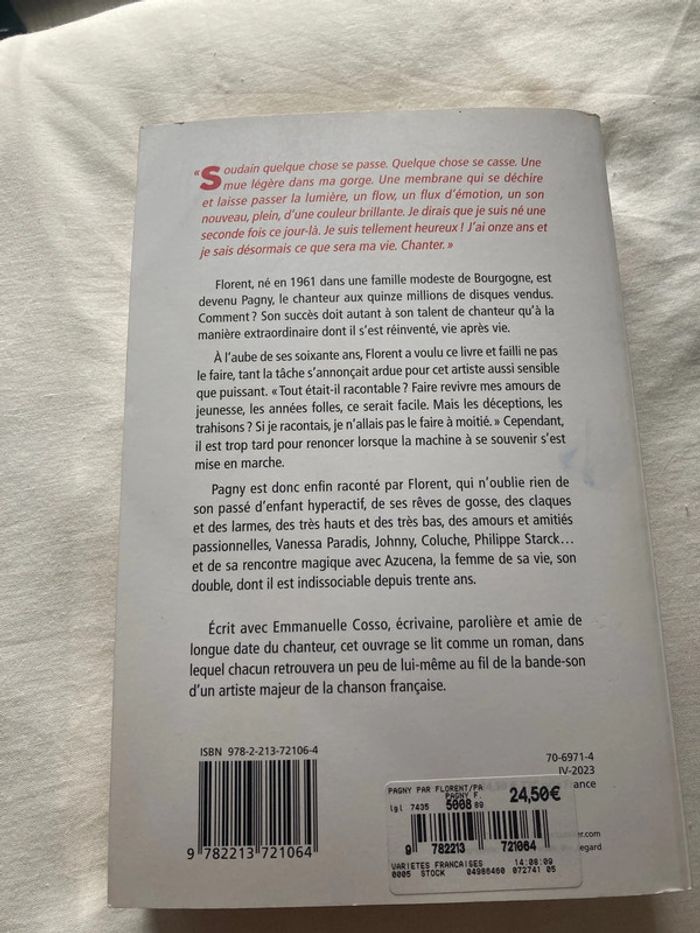 « Soudain quelque chose se passe. Quelque chose se casse. Une
mue légère dans ma gorge. Une membrane qui se déchire
et laisse passer la lumière, un flow, un flux d'émotion, un son
nouveau, plein, d'une couleur brillante. Je dirais que je suis né une
seconde fois ce jour-là. Je suis tellement heureux ! J'ai onze ans et
je sais désormais ce que sera ma vie. Chanter. »
Florent, né en 1961 dans une famille modeste de Bourgogne, est
devenu Pagny, le chanteur aux quinze millions de disques vendus.
Comment ? Son succès doit autant à son talent de chanteur qu'à la
manière extraordinaire dont il s'est réinventé, vie après vie.
À l'aube de ses soixante ans, Florent a voulu ce livre et failli ne pas
le faire, tant la tâche s'annonçait ardue pour cet artiste aussi sensible
que puissant. « Tout était-il racontable ? Faire revivre mes amours de
jeunesse, les années folles, ce serait facile. Mais les déceptions, les
trahisons ? Si je racontais, je n'allais pas le faire à moitié. » Cependant,
il est trop tard pour renoncer lorsque la machine à se souvenir s'est
mise en marche.
Pagny est donc enfin raconté par Florent, qui n'oublie rien de
son passé d'enfant hyperactif, de ses rêves de gosse, des claques
et des larmes, des très hauts et des très bas, des amours et amitiés
passionnelles, Vanessa Paradis, Johnny, Coluche, Philippe Starck...
et de sa rencontre magique avec Azucena, la femme de sa vie, son
double, dont il est indissociable depuis trente ans.
Écrit avec Emmanuelle Cosso, écrivaine, parolière et amie de
longue date du chanteur, cet ouvrage se lit comme un roman, dans
lequel chacun retrouvera un peu de lui-même au fil de la bande-son
d'un artiste majeur de la chanson française.
ISBN 978-2-213-72106-4
9 782213 721064
70-6971-4
IV-2023
PAGNY PAR FLORENT/PA
PAGNY F.
lgl 7435 5008 89
24,50€
9 782213 721064
VARIETES FRANCAISES 14:08:09
0005 STOCK 04986460 072741 05